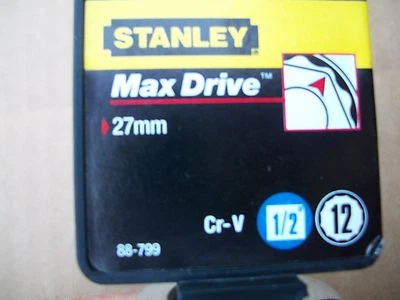 STANLEY
Max Drive™
27mm
Cr-V 1/2" 12
88-799